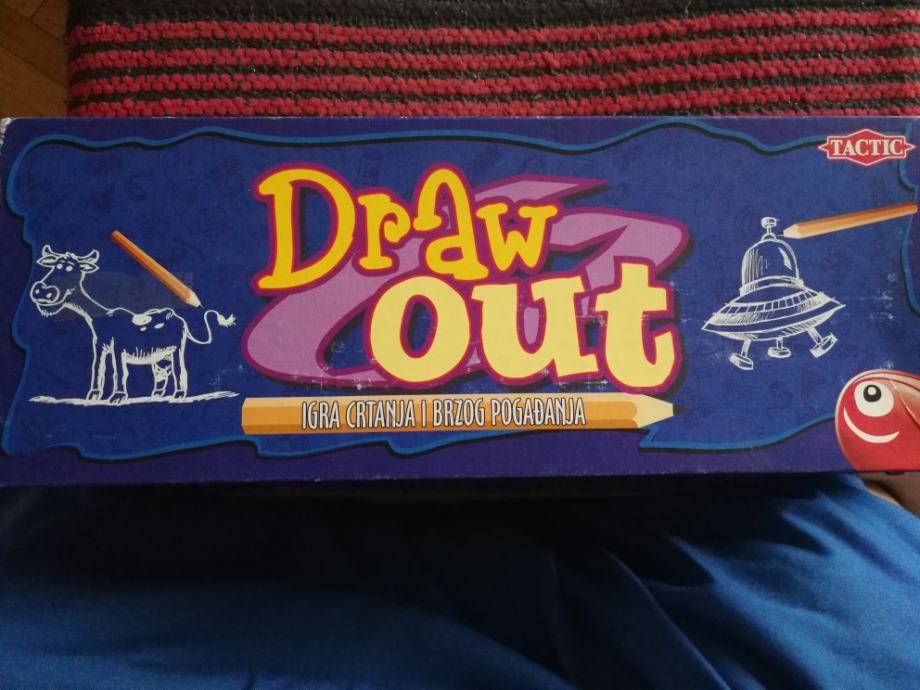 TACTIC
Draw
out
IGRA CRTANJA I BRZOG POGAĐANJA